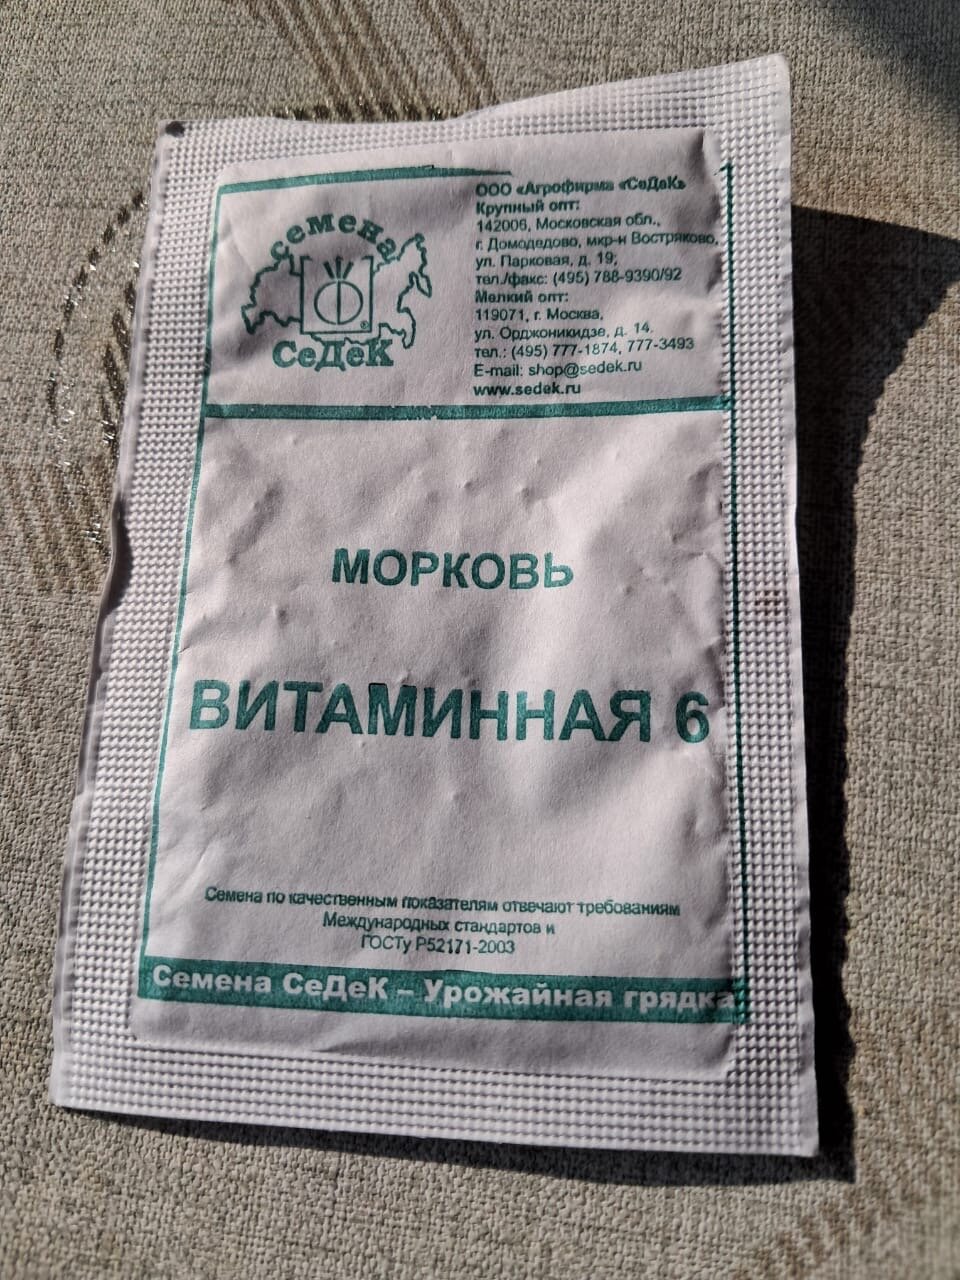 семена
СеДеК
ООО «Агрофирма «СеДеК»
Крупный опт:
142006, Московская обл.,
г. Домодедово, мкр-н Востряково,
ул. Парковая, д. 19;
тел./факс: (495) 788-9390/92
Мелкий опт:
119071, г. Москва,
ул. Орджоникидзе, д. 14.
тел.: (495) 777-1874, 777-3493
E-mail: shop@sedek.ru
www.sedek.ru
МОРКОВЬ
ВИТАМИННАЯ 6
Семена по качественным показателям отвечают требованиям
Международных стандартов и
ГОСТу Р52171-2003
Семена СеДеК – Урожайная грядка